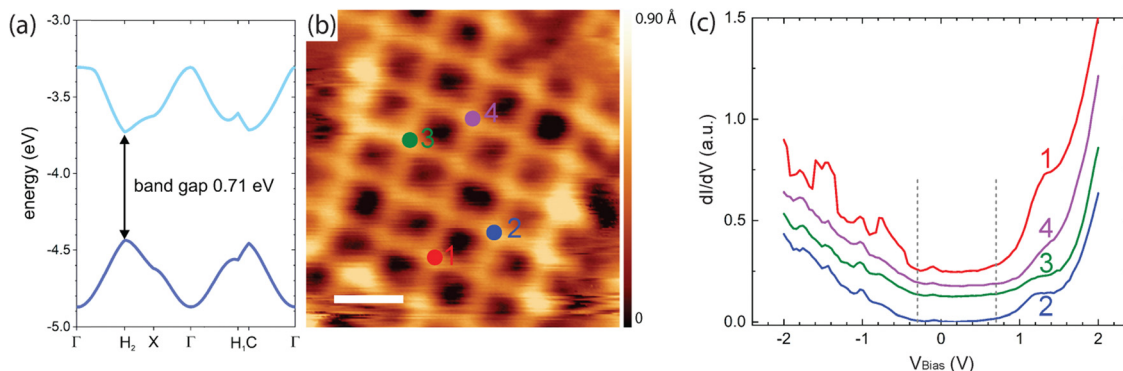 (a)
-3.0
-3.5
-4.0
-4.5
-5.0
energy (eV)
band gap 0.71 eV
Γ H₂ X Γ H₁C Γ
(b)
4
3
2
1
0.90 Å
0
(c)
1.5
1.0
0.5
0.0
dI/dV (a.u.)
1
4
3
2
-2 -1 0 1 2
VBias (V)